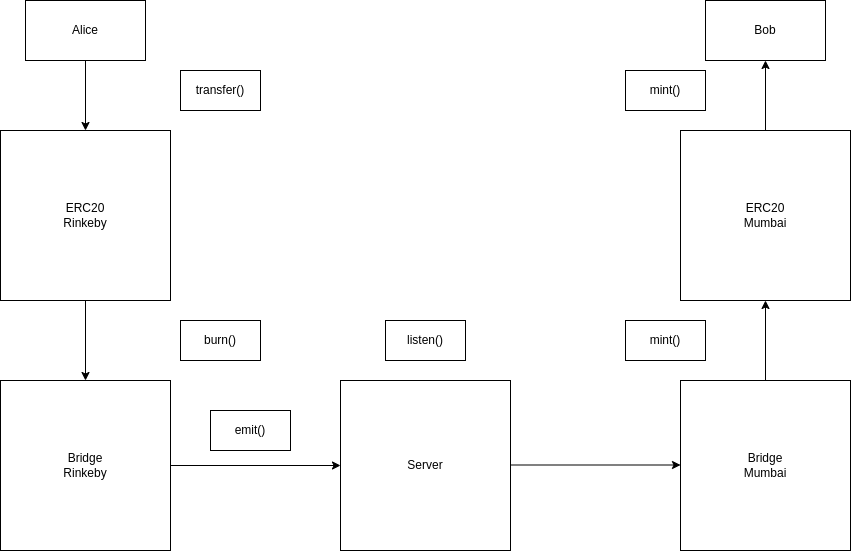 Alice
Bob
transfer()
mint()
ERC20
Rinkeby
ERC20
Mumbai
burn()
listen()
mint()
emit()
Bridge
Rinkeby
Server
Bridge
Mumbai